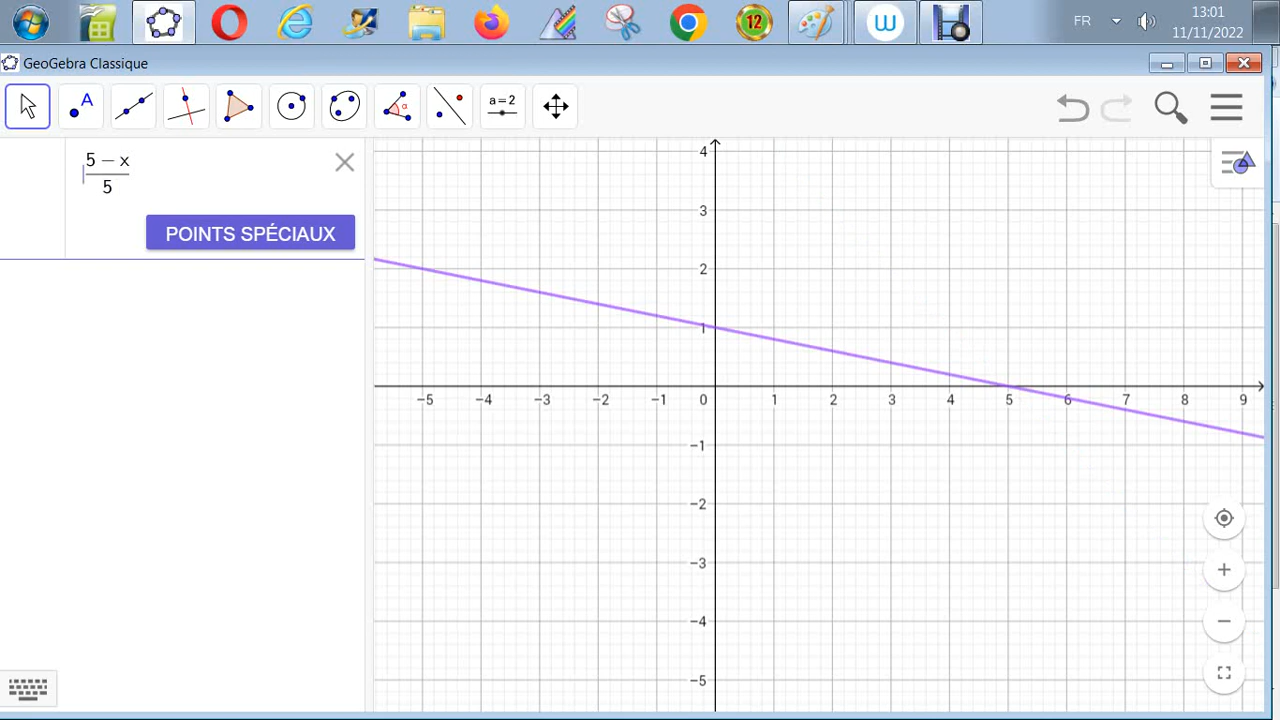 12
W
FR
13:01
11/11/2022
GeoGebra Classique
A
α
a = 2
5 − x
5
POINTS SPÉCIAUX
4
3
2
1
−5 −4 −3 −2 −1 0 1 2 3 4 5 6 7 8 9
−1
−2
−3
−4
−5